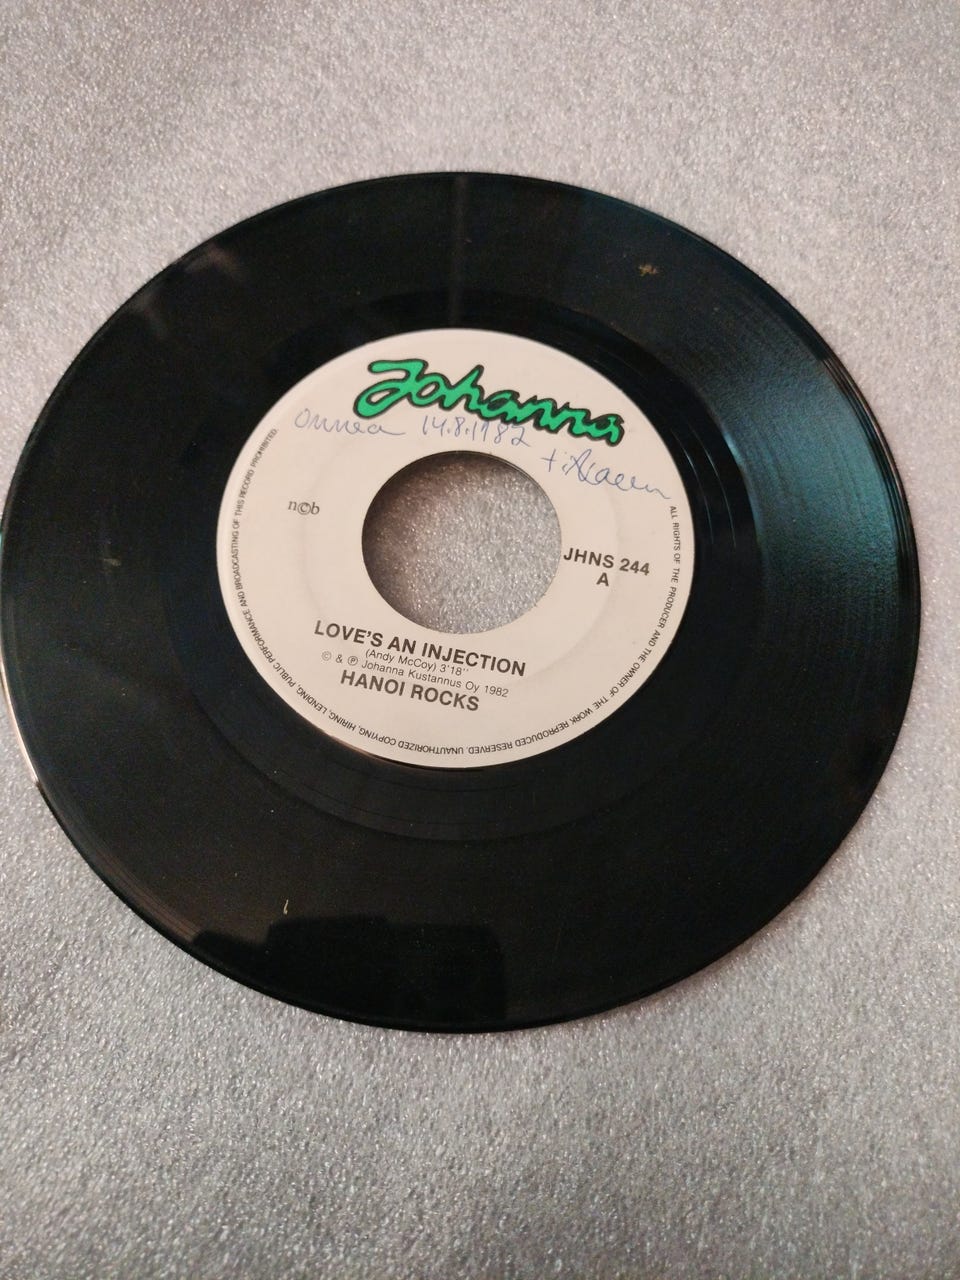 Johanna
Onnea 14.8.1982
n©b
JHNS 244
A
LOVE'S AN INJECTION
(Andy McCoy) 3'18''
© & ℗ Johanna Kustannus Oy 1982
HANOI ROCKS
ALL RIGHTS OF THE PRODUCER AND THE OWNER OF THE WORK REPRODUCED RESERVED. UNAUTHORIZED COPYING, HIRING, LENDING, PUBLIC PERFORMANCE AND BROADCASTING OF THIS RECORD PROHIBITED.